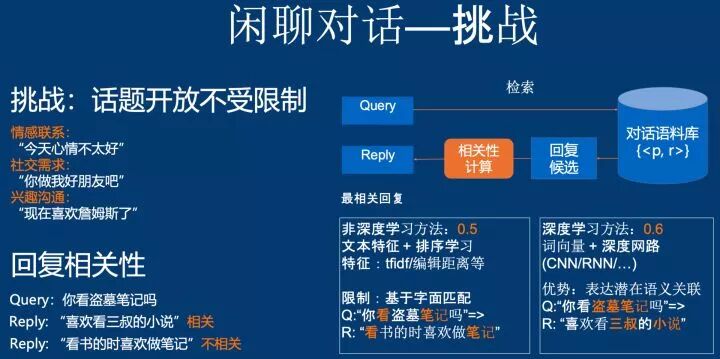 闲聊对话—挑战
挑战：话题开放不受限制
情感联系：
“今天心情不太好”
社交需求：
“你做我好朋友吧”
兴趣沟通：
“现在喜欢詹姆斯了”
回复相关性
Query：你看盗墓笔记吗
Reply: “喜欢看三叔的小说”相关
Reply: “看书的时喜欢做笔记”不相关
检索
Query
对话语料库
{<p, r>}
Reply
相关性
计算
回复
候选
最相关回复
非深度学习方法：0.5
文本特征 + 排序学习
特征：tfidf/编辑距离等
限制：基于字面匹配
Q:“你看盗墓笔记吗”=>
R: “看书的时喜欢做笔记”
深度学习方法：0.6
词向量 + 深度网路
(CNN/RNN/…)
优势：表达潜在语义关联
Q:“你看盗墓笔记吗”=>
R: “喜欢看三叔的小说”